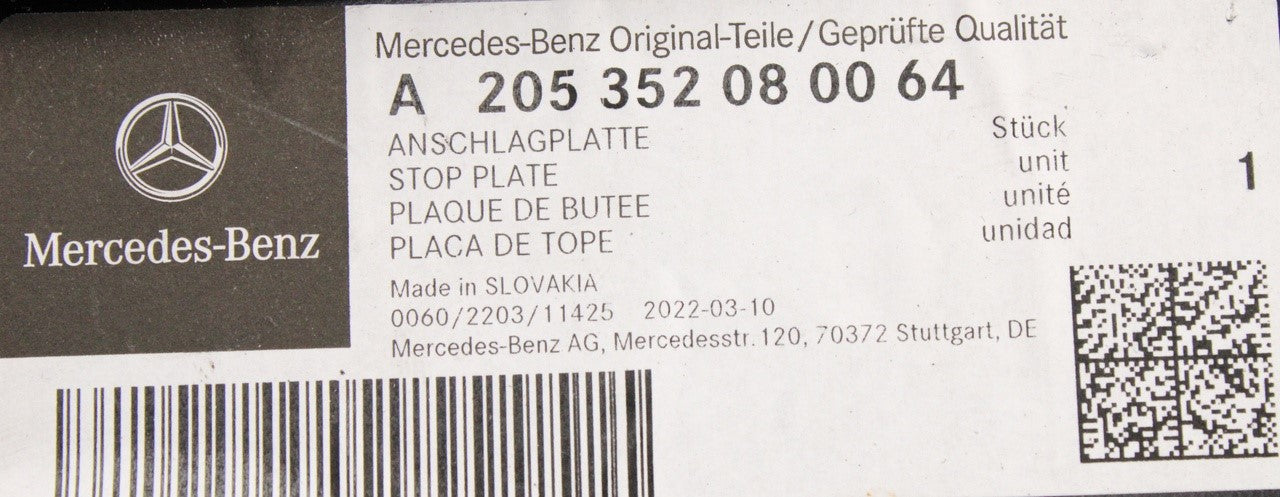 Mercedes-Benz
Mercedes-Benz Original-Teile/Geprüfte Qualität
A 205 352 08 00 64
ANSCHLAGPLATTE Stück
STOP PLATE unit 1
PLAQUE DE BUTEE unité
PLACA DE TOPE unidad
Made in SLOVAKIA
0060/2203/11425 2022-03-10
Mercedes-Benz AG, Mercedesstr. 120, 70372 Stuttgart, DE